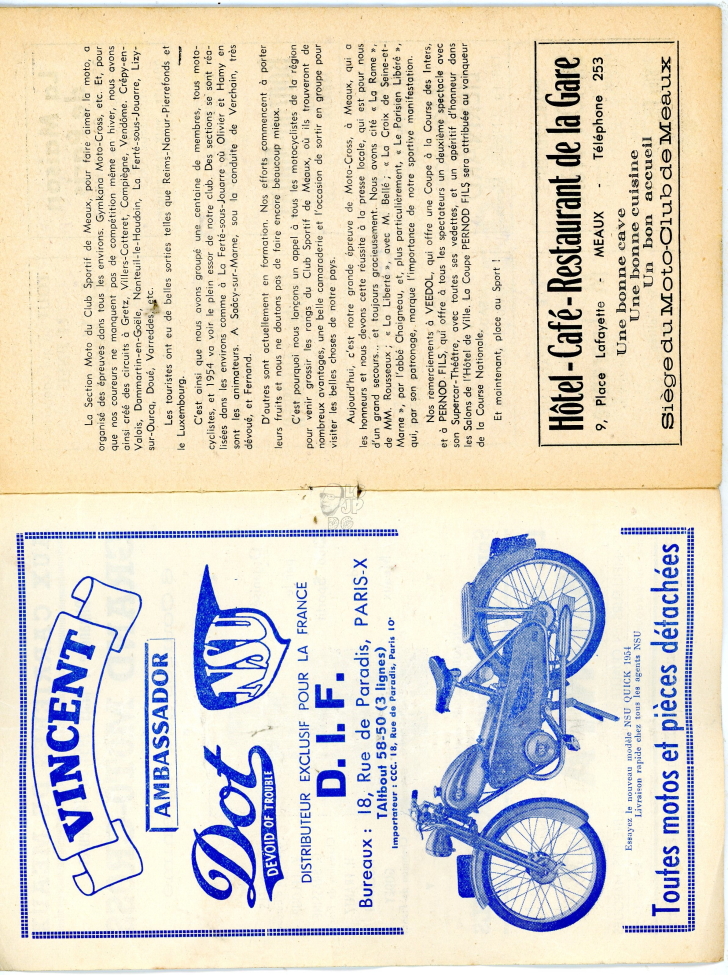 VINCENT
AMBASSADOR
Dot
DEVOID OF TROUBLE
NSU
DISTRIBUTEUR EXCLUSIF POUR LA FRANCE
D. I. F.
Bureaux : 18, Rue de Paradis, PARIS-X
TAItbout 58-50 (3 lignes)
Importateur : CCC. 18, Rue de Paradis, Paris 10ᵉ
Essayez le nouveau modèle NSU QUICK 1954
Livraison rapide chez tous les agents NSU
Toutes motos et pièces détachées
La Section Moto du Club Sportif de Meaux, pour faire aimer la moto, a
organisé des épreuves dans tous les environs. Gymkana Moto-Cross, etc. Et, pour
que nos coureurs ne manquent pas de compétition même en hiver, nous avons
ainsi créé des circuits à Gretz, Villers-Cotteret, Compiègne, Vendôme, Crépy-en-
Valois, Dammartin-en-Goële, Nanteuil-le-Haudoin, La Ferté-sous-Jouarre, Lizy-
sur-Ourcq, Doué, Varreddes, etc.
Les touristes ont eu de belles sorties telles que Reims-Namur-Pierrefonds et
le Luxembourg.
C'est ainsi que nous avons groupé une centaine de membres, tous moto-
cyclistes, et 1954 va voir le plein essor de notre club. Des sections se sont réa-
lisées dans les environs comme à La Ferté-sous-Jouarre où Olivier et Hamy en
sont les animateurs. A Saâcy-sur-Marne, sou la conduite de Verchain, très
dévoué, et Fernand.
D'autres sont actuellement en formation. Nos efforts commencent à porter
leurs fruits et nous ne doutons pas de faire encore beaucoup mieux.
C'est pourquoi nous lançons un appel à tous les motocyclistes de la région
pour venir grossir les rangs du Club Sportif de Meaux, où ils trouveront de
nombreux avantages, une belle camaraderie et l'occasion de sortir en groupe pour
visiter les belles choses de notre pays.
Aujourd'hui, c'est notre grande épreuve de Moto-Cross, à Meaux, qui a
les honneurs et nous devons cette réussite à la presse locale, qui est pour nous
d'un grand secours... et toujours gracieusement. Nous avons cité « La Rame »,
de MM. Rousseaux ; « La Liberté », avec M. Bellé ; « La Croix de Seine-et-
Marne », par l'abbé Chaigneau, et, plus particulièrement, « Le Parisien Libéré »,
qui, par son patronage, marque l'importance de notre sportive manifestation.
Nos remerciements à VEEDOL, qui offre une Coupe à la Course des Inters,
et à PERNOD FILS, qui offre à tous les spectateurs un deuxième spectacle avec
son Supercar-Théâtre, avec toutes ses vedettes, et un apéritif d'honneur dans
les Salons de l'Hôtel de Ville. La Coupe PERNOD FILS sera attribuée au vainqueur
de la Course Nationale.
Et maintenant, place au Sport !
Hôtel-Café-Restaurant de la Gare
9, Place Lafayette - MEAUX - Téléphone 253
Une bonne cave
Une bonne cuisine
Un bon accueil
Siège du Moto-Club de Meaux